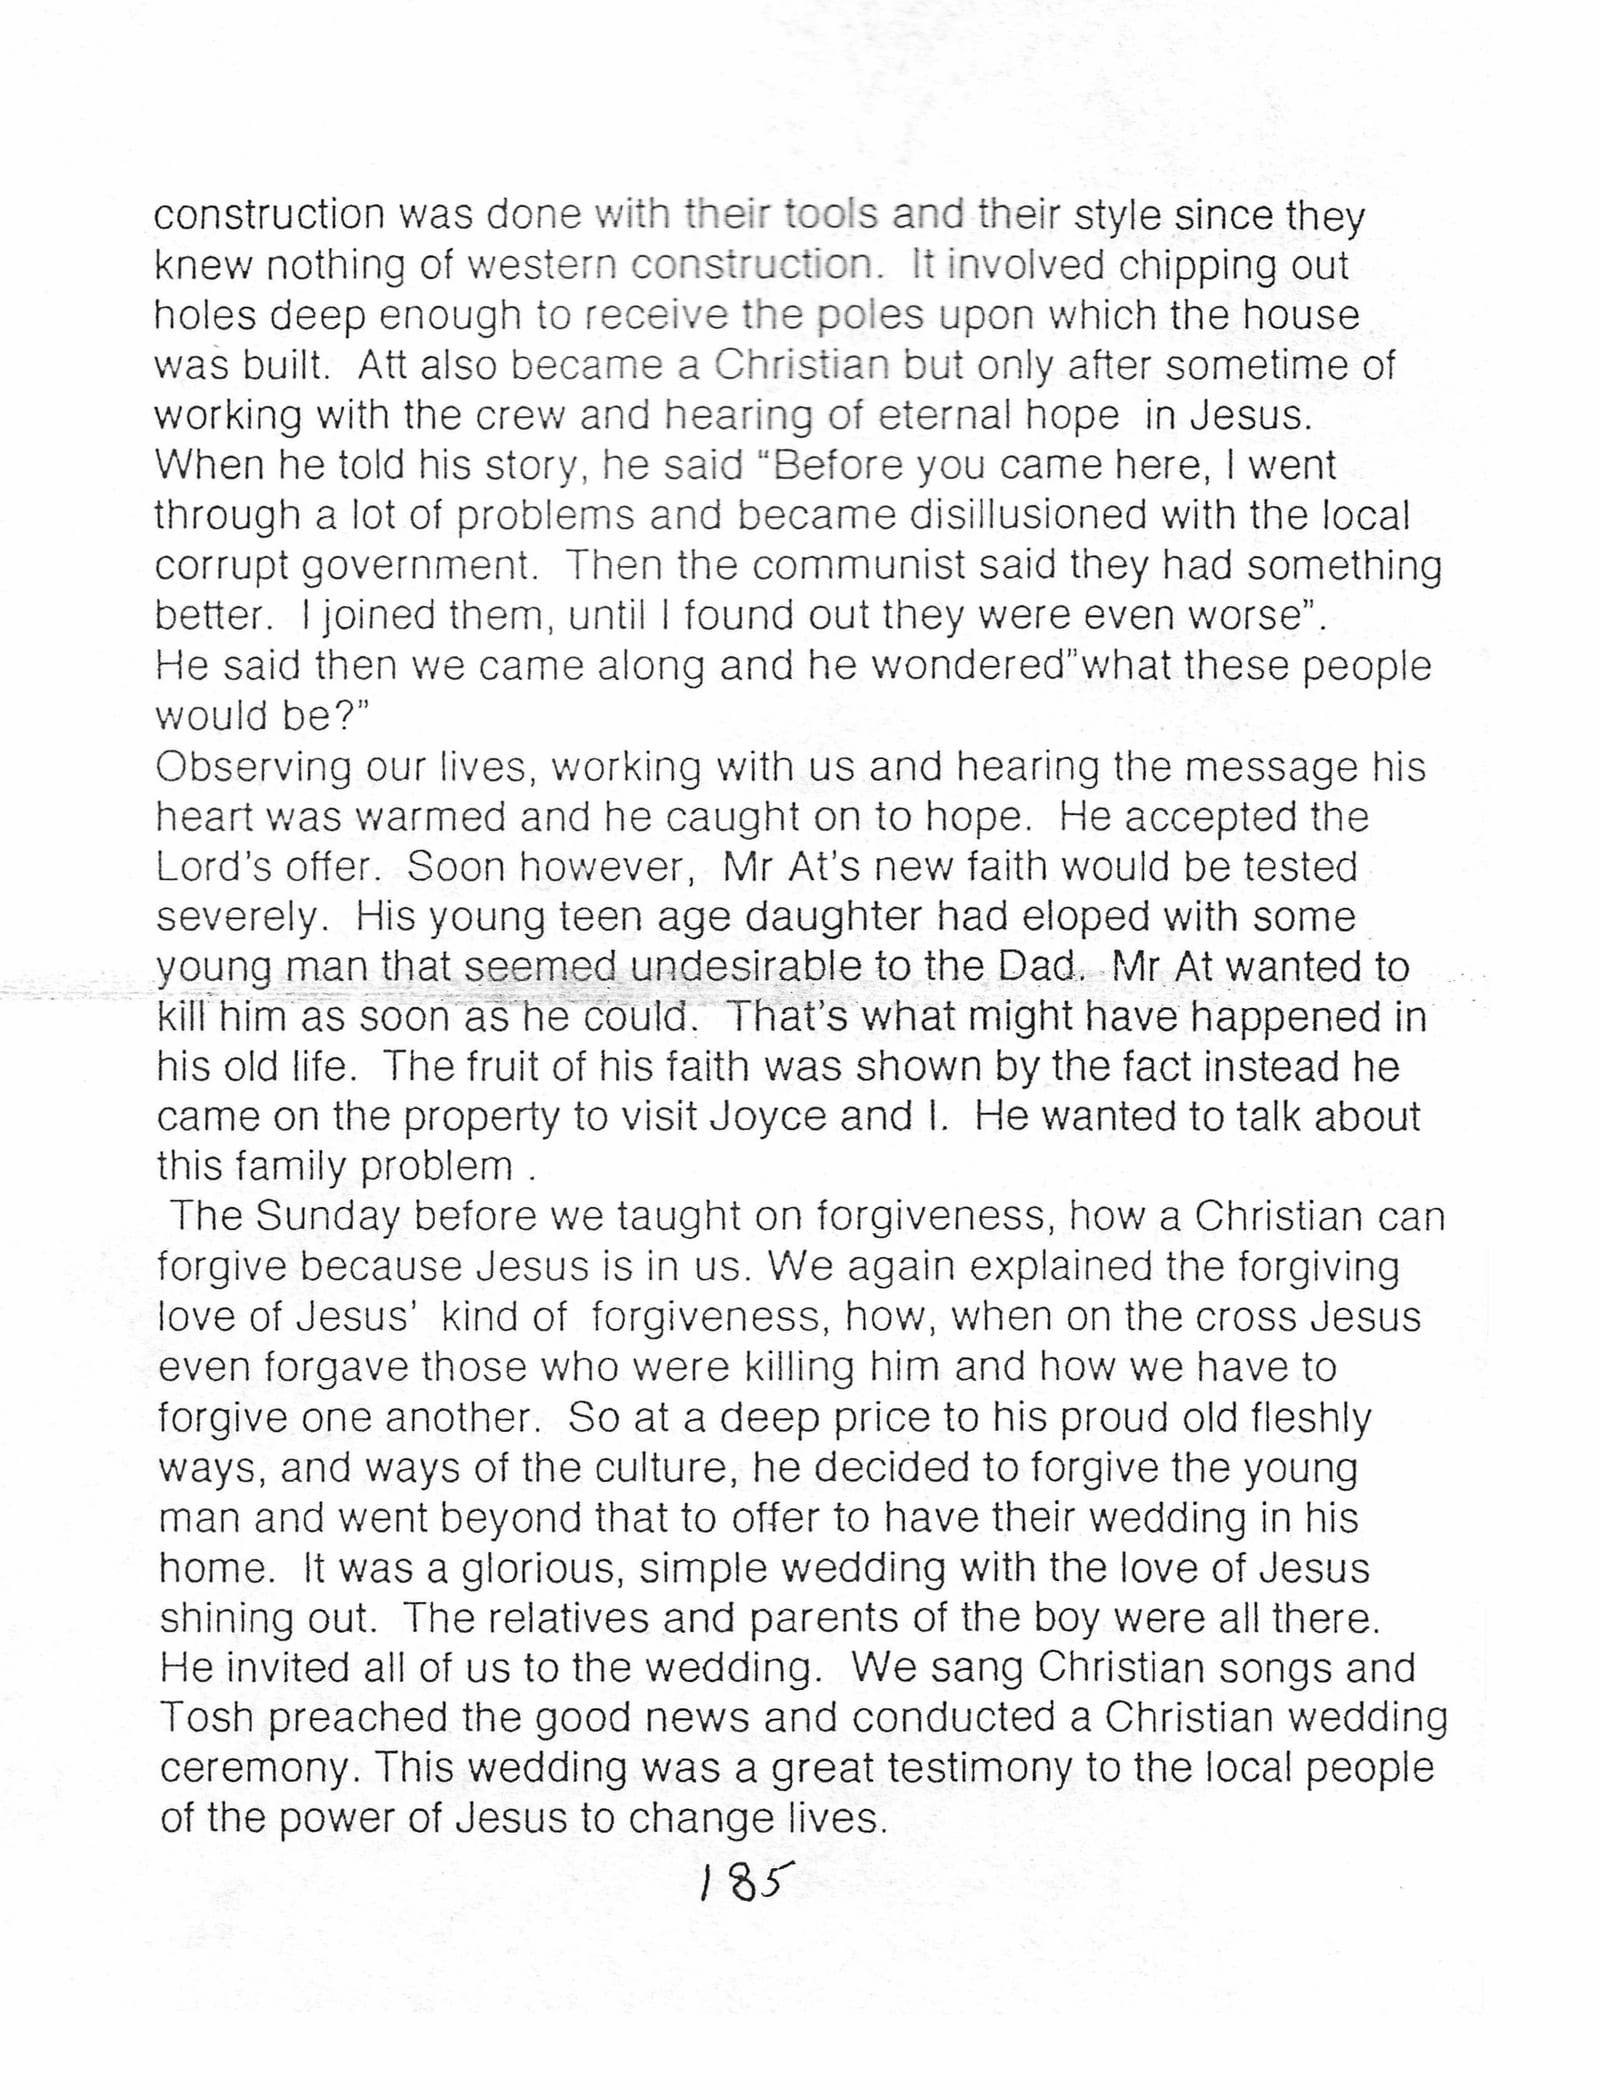 construction was done with their tools and their style since they
knew nothing of western construction.  It involved chipping out
holes deep enough to receive the poles upon which the house
was built.  Att also became a Christian but only after sometime of
working with the crew and hearing of eternal hope  in Jesus.
When he told his story, he said "Before you came here, I went
through a lot of problems and became disillusioned with the local
corrupt government.  Then the communist said they had something
better.  I joined them, until I found out they were even worse".
He said then we came along and he wondered"what these people
would be?"
Observing our lives, working with us and hearing the message his
heart was warmed and he caught on to hope.  He accepted the
Lord's offer.  Soon however,  Mr At's new faith would be tested
severely.  His young teen age daughter had eloped with some
young man that seemed undesirable to the Dad.  Mr At wanted to
kill him as soon as he could.  That's what might have happened in
his old life.  The fruit of his faith was shown by the fact instead he
came on the property to visit Joyce and I.  He wanted to talk about
this family problem .
 The Sunday before we taught on forgiveness, how a Christian can
forgive because Jesus is in us. We again explained the forgiving
love of Jesus'  kind of  forgiveness, how, when on the cross Jesus
even forgave those who were killing him and how we have to
forgive one another.  So at a deep price to his proud old fleshly
ways, and ways of the culture, he decided to forgive the young
man and went beyond that to offer to have their wedding in his
home.  It was a glorious, simple wedding with the love of Jesus
shining out.  The relatives and parents of the boy were all there.
He invited all of us to the wedding.  We sang Christian songs and
Tosh preached the good news and conducted a Christian wedding
ceremony. This wedding was a great testimony to the local people
of the power of Jesus to change lives.
185